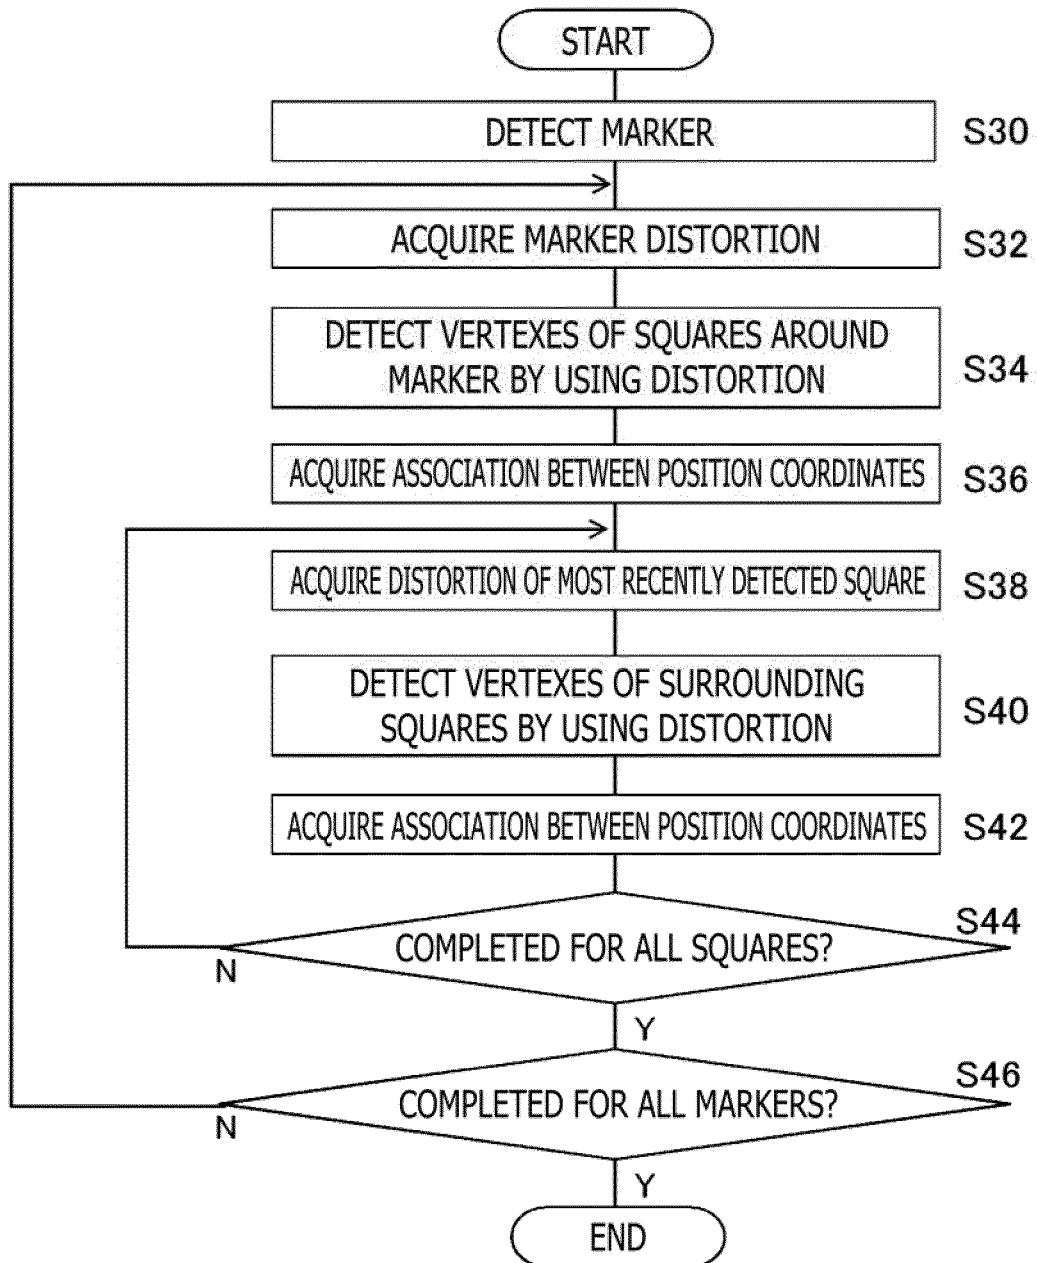 START
DETECT MARKER
S30
ACQUIRE MARKER DISTORTION
S32
DETECT VERTEXES OF SQUARES AROUND
MARKER BY USING DISTORTION
S34
ACQUIRE ASSOCIATION BETWEEN POSITION COORDINATES
S36
ACQUIRE DISTORTION OF MOST RECENTLY DETECTED SQUARE
S38
DETECT VERTEXES OF SURROUNDING
SQUARES BY USING DISTORTION
S40
ACQUIRE ASSOCIATION BETWEEN POSITION COORDINATES
S42
COMPLETED FOR ALL SQUARES?
S44
N
Y
COMPLETED FOR ALL MARKERS?
S46
N
Y
END